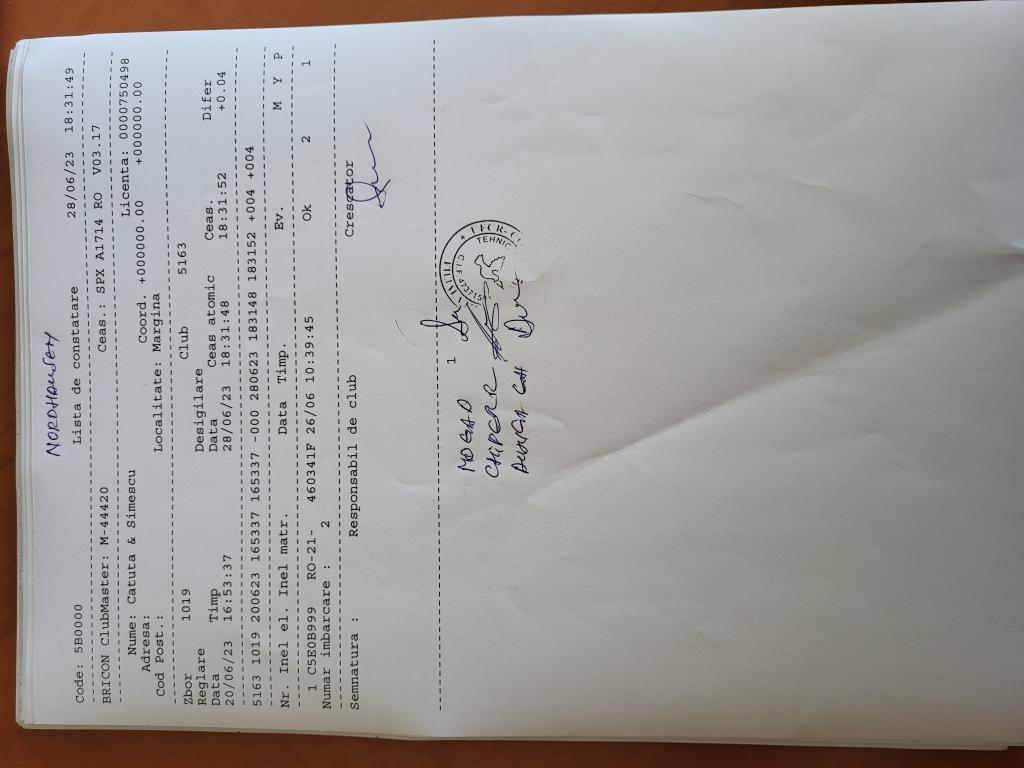 NORDHAUSEN
Code: 5B0000 Lista de constatare 28/06/23 18:31:49
BRICON ClubMaster: M-44420 Ceas.: SPX A1714 RO V03.17
Nume: Catuta & Simescu Licenta: 0000750498
Adresa: Coord. +000000.00 +000000.00
Cod Post.: Localitate: Margina
Zbor 1019 Club 5163
Reglare Desigilare
Data Timp Data Ceas atomic Ceas. Difer
20/06/23 16:53:37 28/06/23 18:31:48 18:31:52 +0.04
5163 1019 200623 165337 165337 -000 280623 183148 183152 +004 +004
Nr. Inel el. Inel matr. Data Timp. Ev. M Y P
1 C5E0B999 RO-21- 460341F 26/06 10:39:45 Ok 2 1
Numar imbarcare : 2
Semnatura : Responsabil de club Crescator
1
MOGAD
TEHNIC